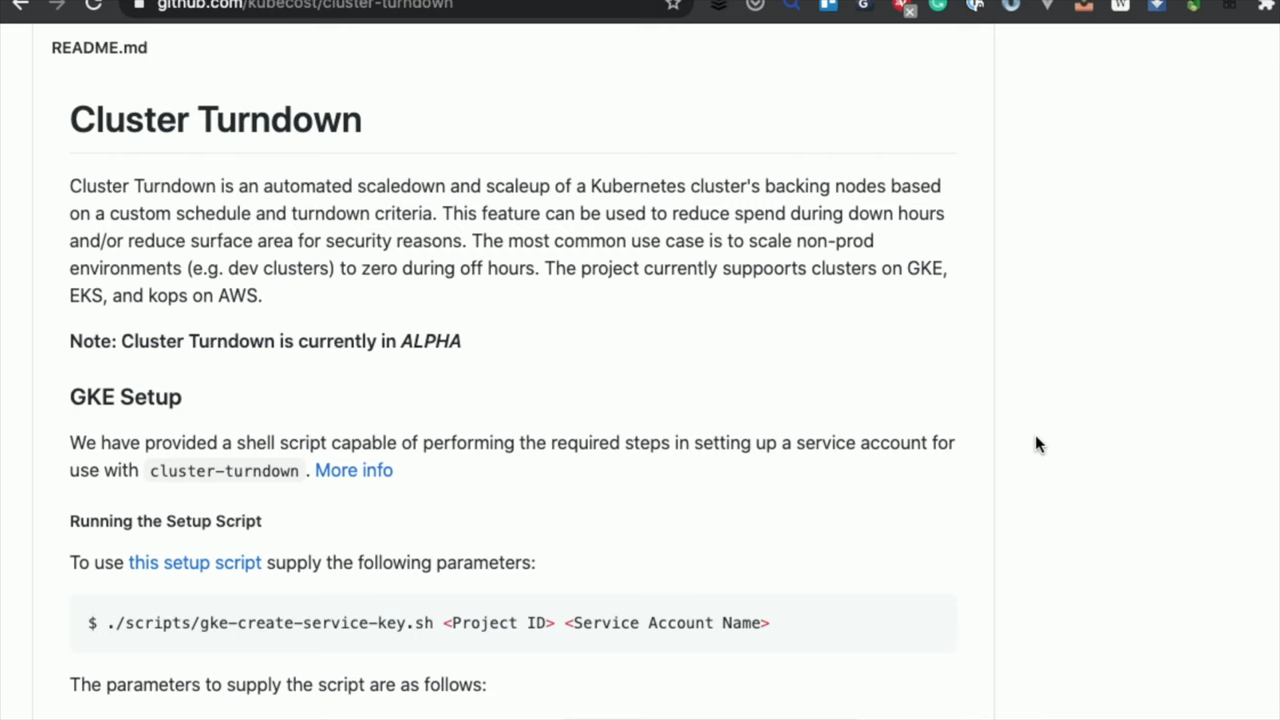 github.com/kubecost/cluster-turndown
README.md
Cluster Turndown
Cluster Turndown is an automated scaledown and scaleup of a Kubernetes cluster's backing nodes based
on a custom schedule and turndown criteria. This feature can be used to reduce spend during down hours
and/or reduce surface area for security reasons. The most common use case is to scale non-prod
environments (e.g. dev clusters) to zero during off hours. The project currently suppoorts clusters on GKE,
EKS, and kops on AWS.
Note: Cluster Turndown is currently in ALPHA
GKE Setup
We have provided a shell script capable of performing the required steps in setting up a service account for
use with cluster-turndown . More info
Running the Setup Script
To use this setup script supply the following parameters:
$ ./scripts/gke-create-service-key.sh <Project ID> <Service Account Name>
The parameters to supply the script are as follows: